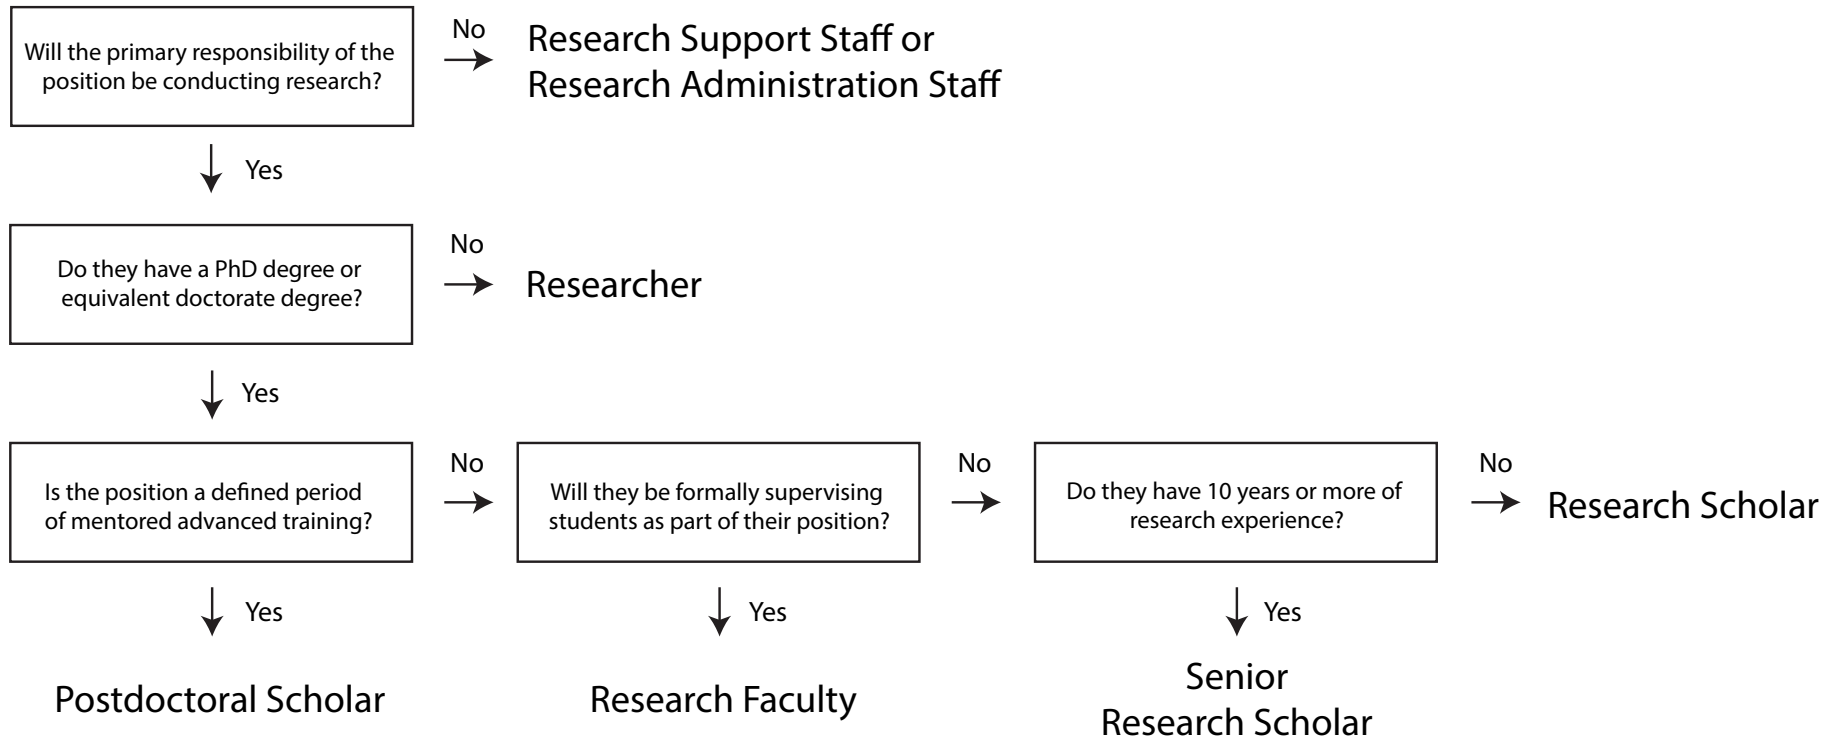 Will the primary responsibility of the
position be conducting research?
No
Research Support Staff or
Research Administration Staff
Yes
Do they have a PhD degree or
equivalent doctorate degree?
No
Researcher
Yes
Is the position a defined period
of mentored advanced training?
No
Will they be formally supervising
students as part of their position?
No
Do they have 10 years or more of
research experience?
No
Research Scholar
Yes
Postdoctoral Scholar
Yes
Research Faculty
Yes
Senior
Research Scholar